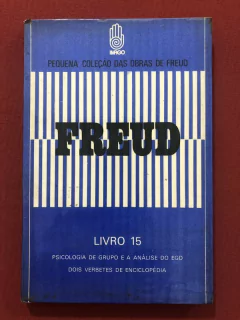 IMAGO
PEQUENA COLEÇÃO DAS OBRAS DE FREUD
FREUD
LIVRO 15
PSICOLOGIA DE GRUPO E A ANÁLISE DO EGO
DOIS VERBETES DE ENCICLOPÉDIA